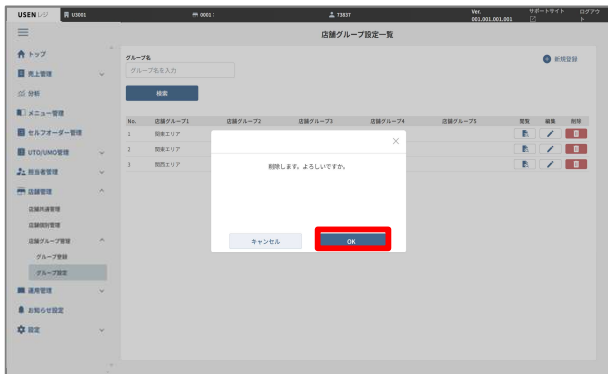 USEN レジ U3001 0001： 73837 Ver. 001.001.001.001 サポートサイト ログアウト
店舗グループ設定一覧
トップ
売上管理
分析
メニュー管理
セルフオーダー管理
UTO/UMO管理
担当者管理
店舗管理
店舗共通管理
店舗個別管理
店舗グループ管理
グループ登録
グループ設定
運用管理
お知らせ設定
設定
グループ名
グループ名を入力
新規登録
検索
No. 店舗グループ1 店舗グループ2 店舗グループ3 店舗グループ4 店舗グループ5 閲覧 編集 削除
1 関東エリア
2 関東エリア
3 関西エリア
削除します。よろしいですか。
キャンセル OK